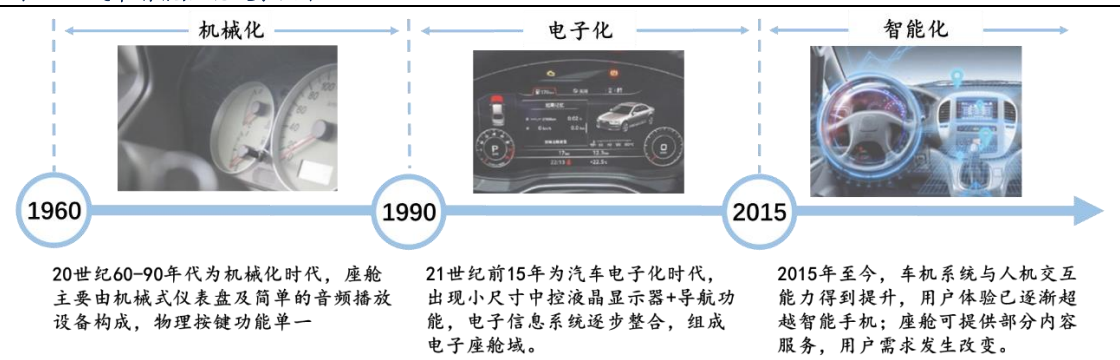 机械化
电子化
智能化
1960
1990
2015
20世纪60-90年代为机械化时代，座舱
主要由机械式仪表盘及简单的音频播放
设备构成，物理按键功能单一
21世纪前15年为汽车电子化时代，
出现小尺寸中控液晶显示器+导航功
能，电子信息系统逐步整合，组成
电子座舱域。
2015年至今，车机系统与人机交互
能力得到提升，用户体验已逐渐超
越智能手机；座舱可提供部分内容
服务，用户需求发生改变。